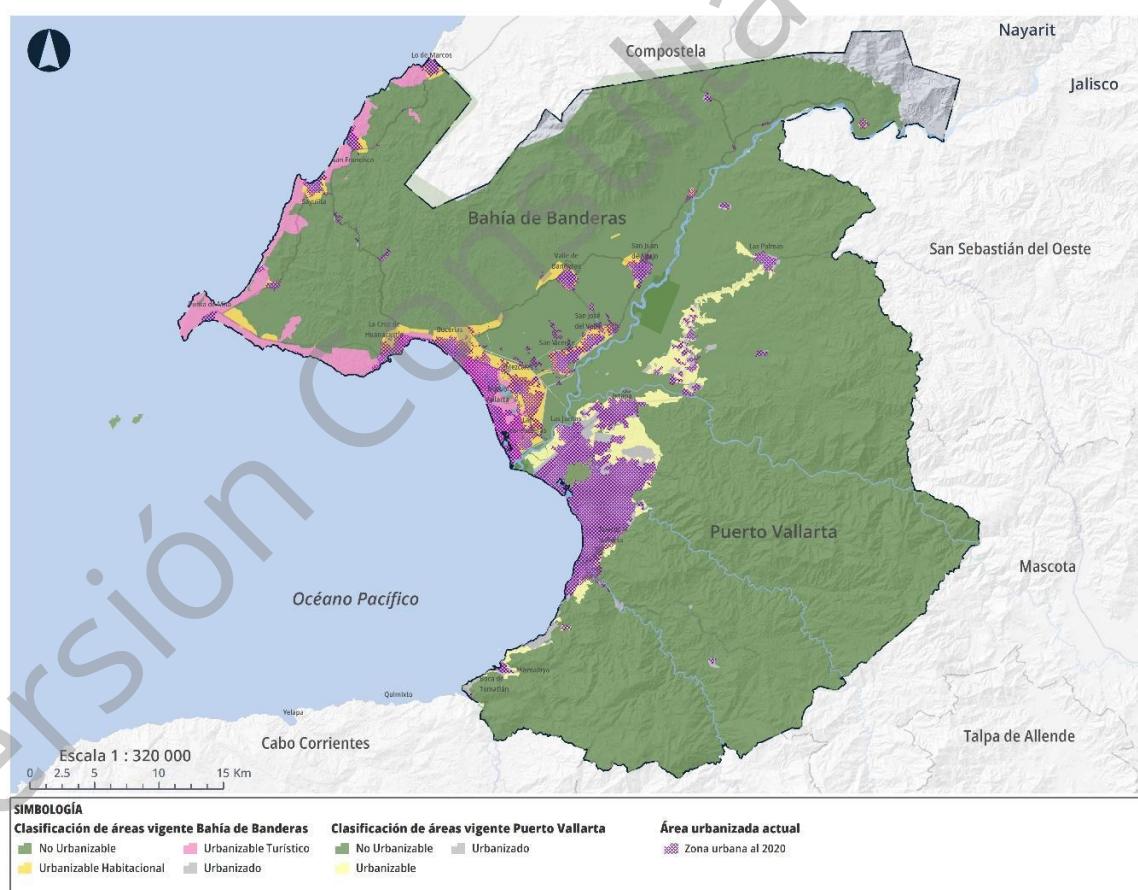 Versión Consulta
Nayarit
Compostela
Lo de Marcos
Jalisco
San Francisco
Sayulita
Bahía de Banderas
San Sebastián del Oeste
Las Palmas
San Juan
Valle de
Banderas
Punta de Mita
San José
del Valle
La Cruz de
Huanacaxtle
Bucerías
San Vicente
Mezcales
Vallarta
Las Juntas
Puerto Vallarta
Mascota
Océano Pacífico
Mismaloya
Boca de
Tomatlán
Quimixto
Yelapa
Cabo Corrientes
Talpa de Allende
Escala 1 : 320 000
0 2.5 5 10 15 Km
SIMBOLOGÍA
Clasificación de áreas vigente Bahía de Banderas
No Urbanizable
Urbanizable Turístico
Urbanizable Habitacional
Urbanizado
Clasificación de áreas vigente Puerto Vallarta
No Urbanizable
Urbanizado
Urbanizable
Área urbanizada actual
Zona urbana al 2020